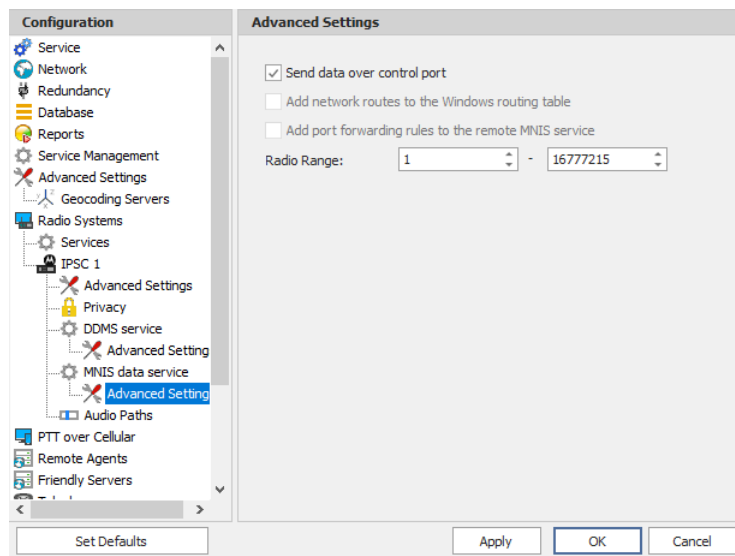 Configuration
Service
Network
Redundancy
Database
Reports
Service Management
Advanced Settings
Geocoding Servers
Radio Systems
Services
IPSC 1
Advanced Settings
Privacy
DDMS service
Advanced Setting
MNIS data service
Advanced Setting
Audio Paths
PTT over Cellular
Remote Agents
Friendly Servers
Set Defaults
Advanced Settings
Send data over control port
Add network routes to the Windows routing table
Add port forwarding rules to the remote MNIS service
Radio Range: 1 - 16777215
Apply OK Cancel